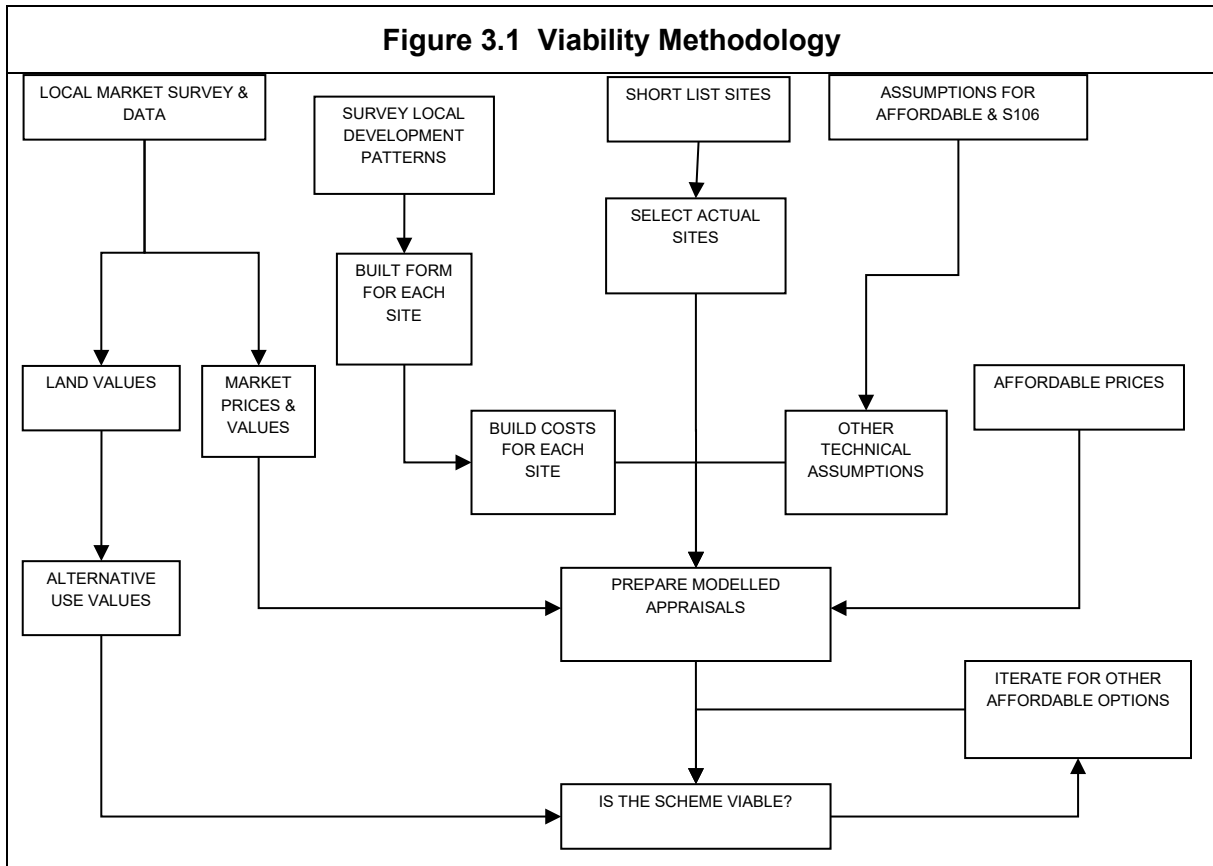 Figure 3.1 Viability Methodology
LOCAL MARKET SURVEY &
DATA
SURVEY LOCAL
DEVELOPMENT
PATTERNS
SHORT LIST SITES
ASSUMPTIONS FOR
AFFORDABLE & S106
SELECT ACTUAL
SITES
BUILT FORM
FOR EACH
SITE
LAND VALUES
MARKET
PRICES &
VALUES
AFFORDABLE PRICES
BUILD COSTS
FOR EACH
SITE
OTHER
TECHNICAL
ASSUMPTIONS
ALTERNATIVE
USE VALUES
PREPARE MODELLED
APPRAISALS
ITERATE FOR OTHER
AFFORDABLE OPTIONS
IS THE SCHEME VIABLE?